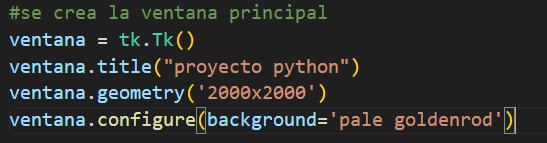 #se crea la ventana principal
ventana = tk.Tk()
ventana.title("proyecto python")
ventana.geometry('2000x2000')
ventana.configure(background='pale goldenrod')